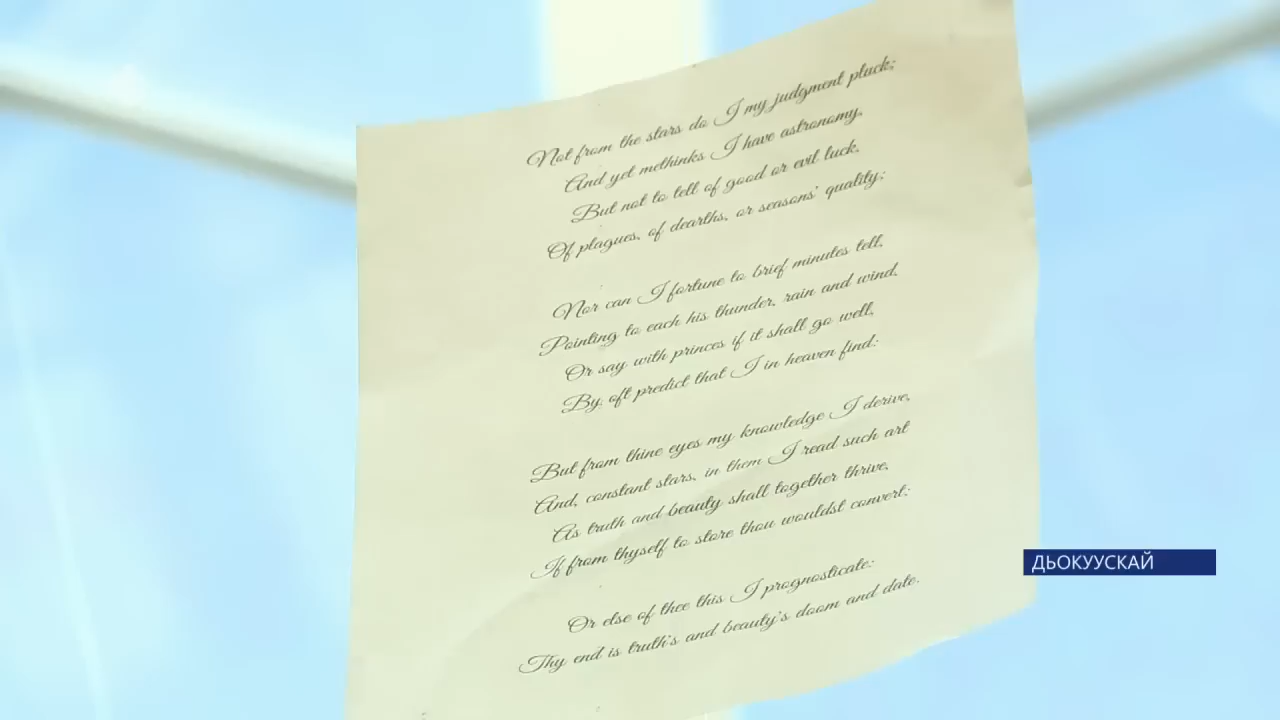 Not from the stars do I my judgment pluck;
And yet methinks I have astronomy,
But not to tell of good or evil luck,
Of plagues, of dearths, or seasons' quality;
Nor can I fortune to brief minutes tell,
Pointing to each his thunder, rain and wind,
Or say with princes if it shall go well,
By oft predict that I in heaven find:
But from thine eyes my knowledge I derive,
And, constant stars, in them I read such art
As truth and beauty shall together thrive,
If from thyself to store thou wouldst convert;
Or else of thee this I prognosticate:
Thy end is truth's and beauty's doom and date.
ДЬОКУУСКАЙ